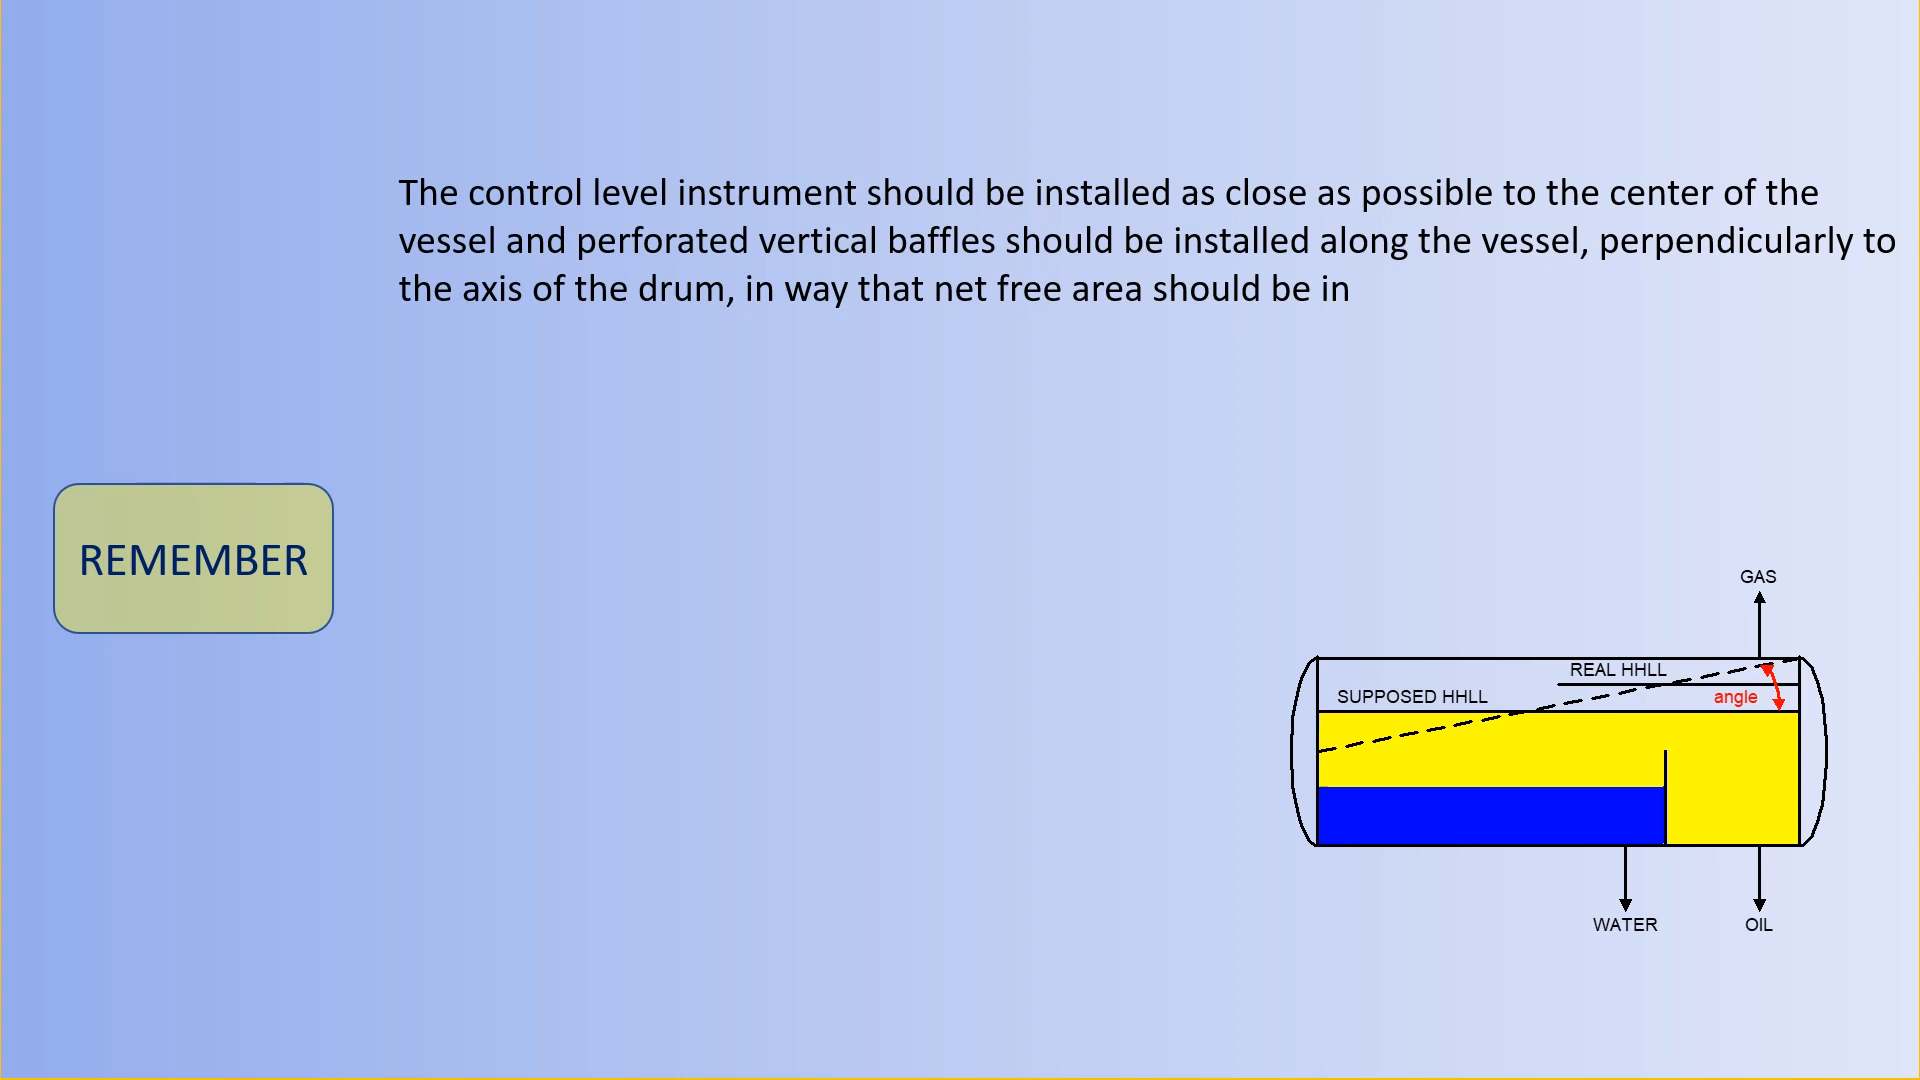 The control level instrument should be installed as close as possible to the center of the
vessel and perforated vertical baffles should be installed along the vessel, perpendicularly to
the axis of the drum, in way that net free area should be in
REMEMBER
GAS
REAL HHLL
SUPPOSED HHLL
angle
WATER
OIL